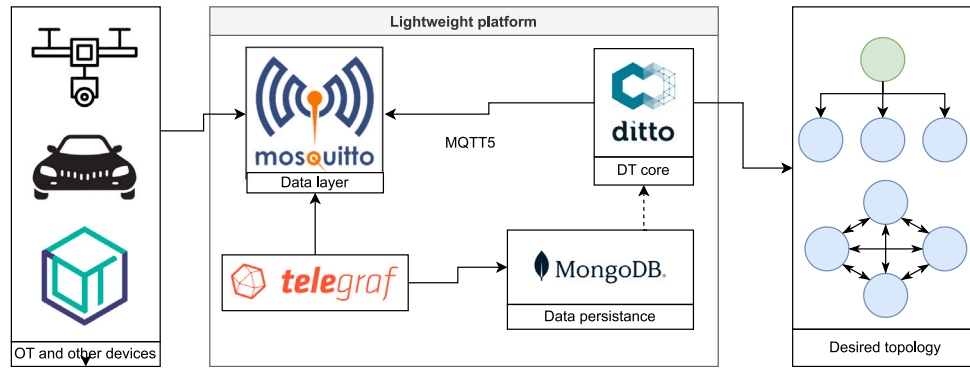 Lightweight platform
mosquitto
Data layer
MQTT5
ditto
DT core
telegraf
MongoDB.
Data persistance
OT and other devices
Desired topology